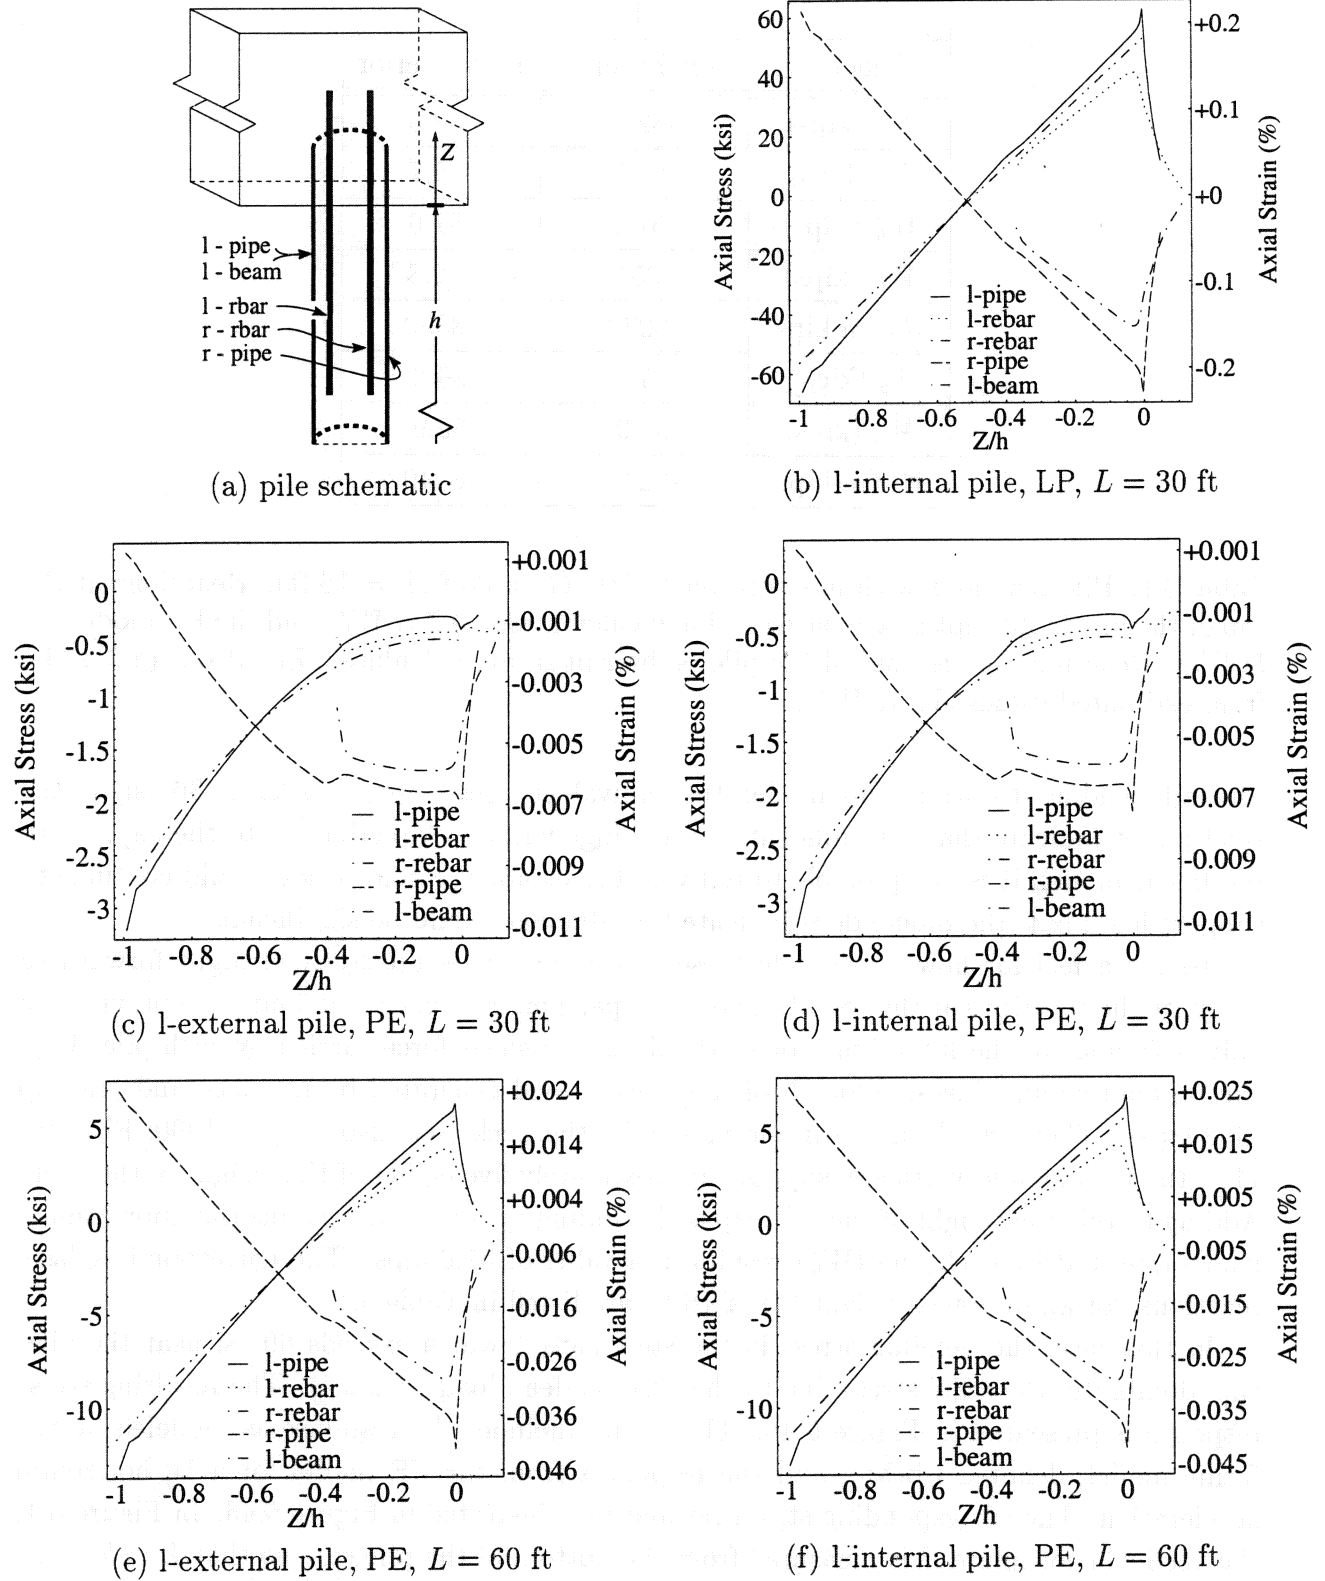 Z
l - pipe
l - beam
l - rbar
r - rbar
r - pipe
h
(a) pile schematic
Axial Stress (ksi)
60
40
20
0
-20
-40
-60
+0.2
+0.1
+0
-0.1
-0.2
Axial Strain (%)
l-pipe
l-rebar
r-rebar
r-pipe
l-beam
-1 -0.8 -0.6 -0.4 -0.2 0
Z/h
(b) l-internal pile, LP, L = 30 ft
Axial Stress (ksi)
0
-0.5
-1
-1.5
-2
-2.5
-3
+0.001
-0.001
-0.003
-0.005
-0.007
-0.009
-0.011
Axial Strain (%)
l-pipe
l-rebar
r-rebar
r-pipe
l-beam
-1 -0.8 -0.6 -0.4 -0.2 0
Z/h
(c) l-external pile, PE, L = 30 ft
Axial Stress (ksi)
0
-0.5
-1
-1.5
-2
-2.5
-3
+0.001
-0.001
-0.003
-0.005
-0.007
-0.009
-0.011
Axial Strain (%)
l-pipe
l-rebar
r-rebar
r-pipe
l-beam
-1 -0.8 -0.6 -0.4 -0.2 0
Z/h
(d) l-internal pile, PE, L = 30 ft
Axial Stress (ksi)
5
0
-5
-10
+0.024
+0.014
+0.004
-0.006
-0.016
-0.026
-0.036
-0.046
Axial Strain (%)
l-pipe
l-rebar
r-rebar
r-pipe
l-beam
-1 -0.8 -0.6 -0.4 -0.2 0
Z/h
(e) l-external pile, PE, L = 60 ft
Axial Stress (ksi)
5
0
-5
-10
+0.025
+0.015
+0.005
-0.005
-0.015
-0.025
-0.035
-0.045
Axial Strain (%)
l-pipe
l-rebar
r-rebar
r-pipe
l-beam
-1 -0.8 -0.6 -0.4 -0.2 0
Z/h
(f) l-internal pile, PE, L = 60 ft